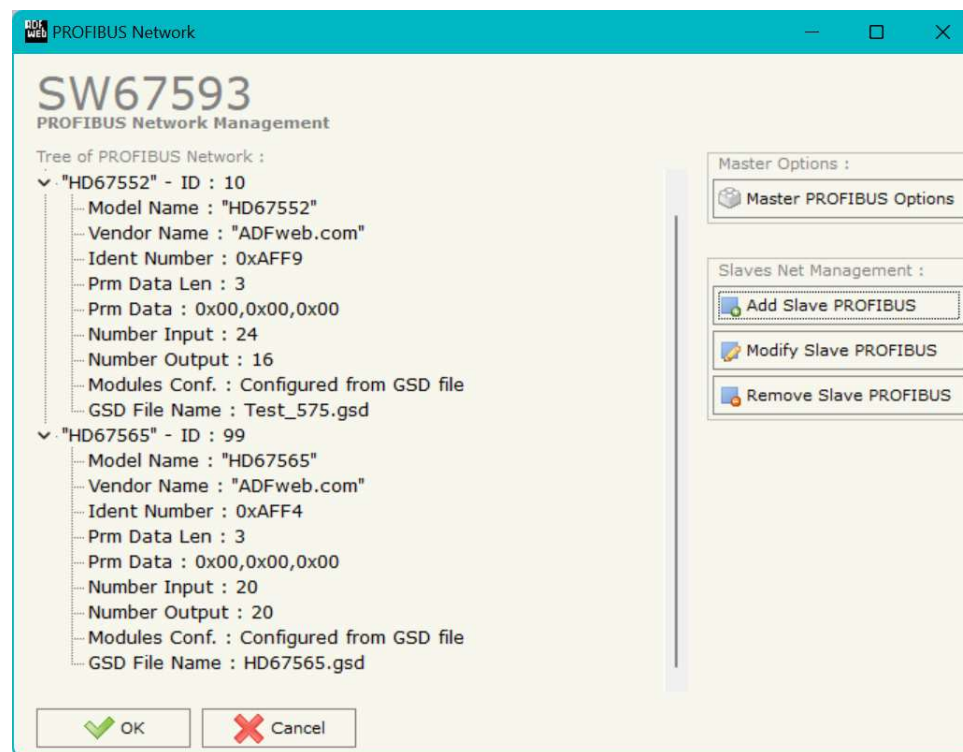 ADF
WEB PROFIBUS Network
SW67593
PROFIBUS Network Management
Tree of PROFIBUS Network :
"HD67552" - ID : 10
Model Name : "HD67552"
Vendor Name : "ADFweb.com"
Ident Number : 0xAFF9
Prm Data Len : 3
Prm Data : 0x00,0x00,0x00
Number Input : 24
Number Output : 16
Modules Conf. : Configured from GSD file
GSD File Name : Test_575.gsd
"HD67565" - ID : 99
Model Name : "HD67565"
Vendor Name : "ADFweb.com"
Ident Number : 0xAFF4
Prm Data Len : 3
Prm Data : 0x00,0x00,0x00
Number Input : 20
Number Output : 20
Modules Conf. : Configured from GSD file
GSD File Name : HD67565.gsd
Master Options :
Master PROFIBUS Options
Slaves Net Management :
Add Slave PROFIBUS
Modify Slave PROFIBUS
Remove Slave PROFIBUS
OK
Cancel